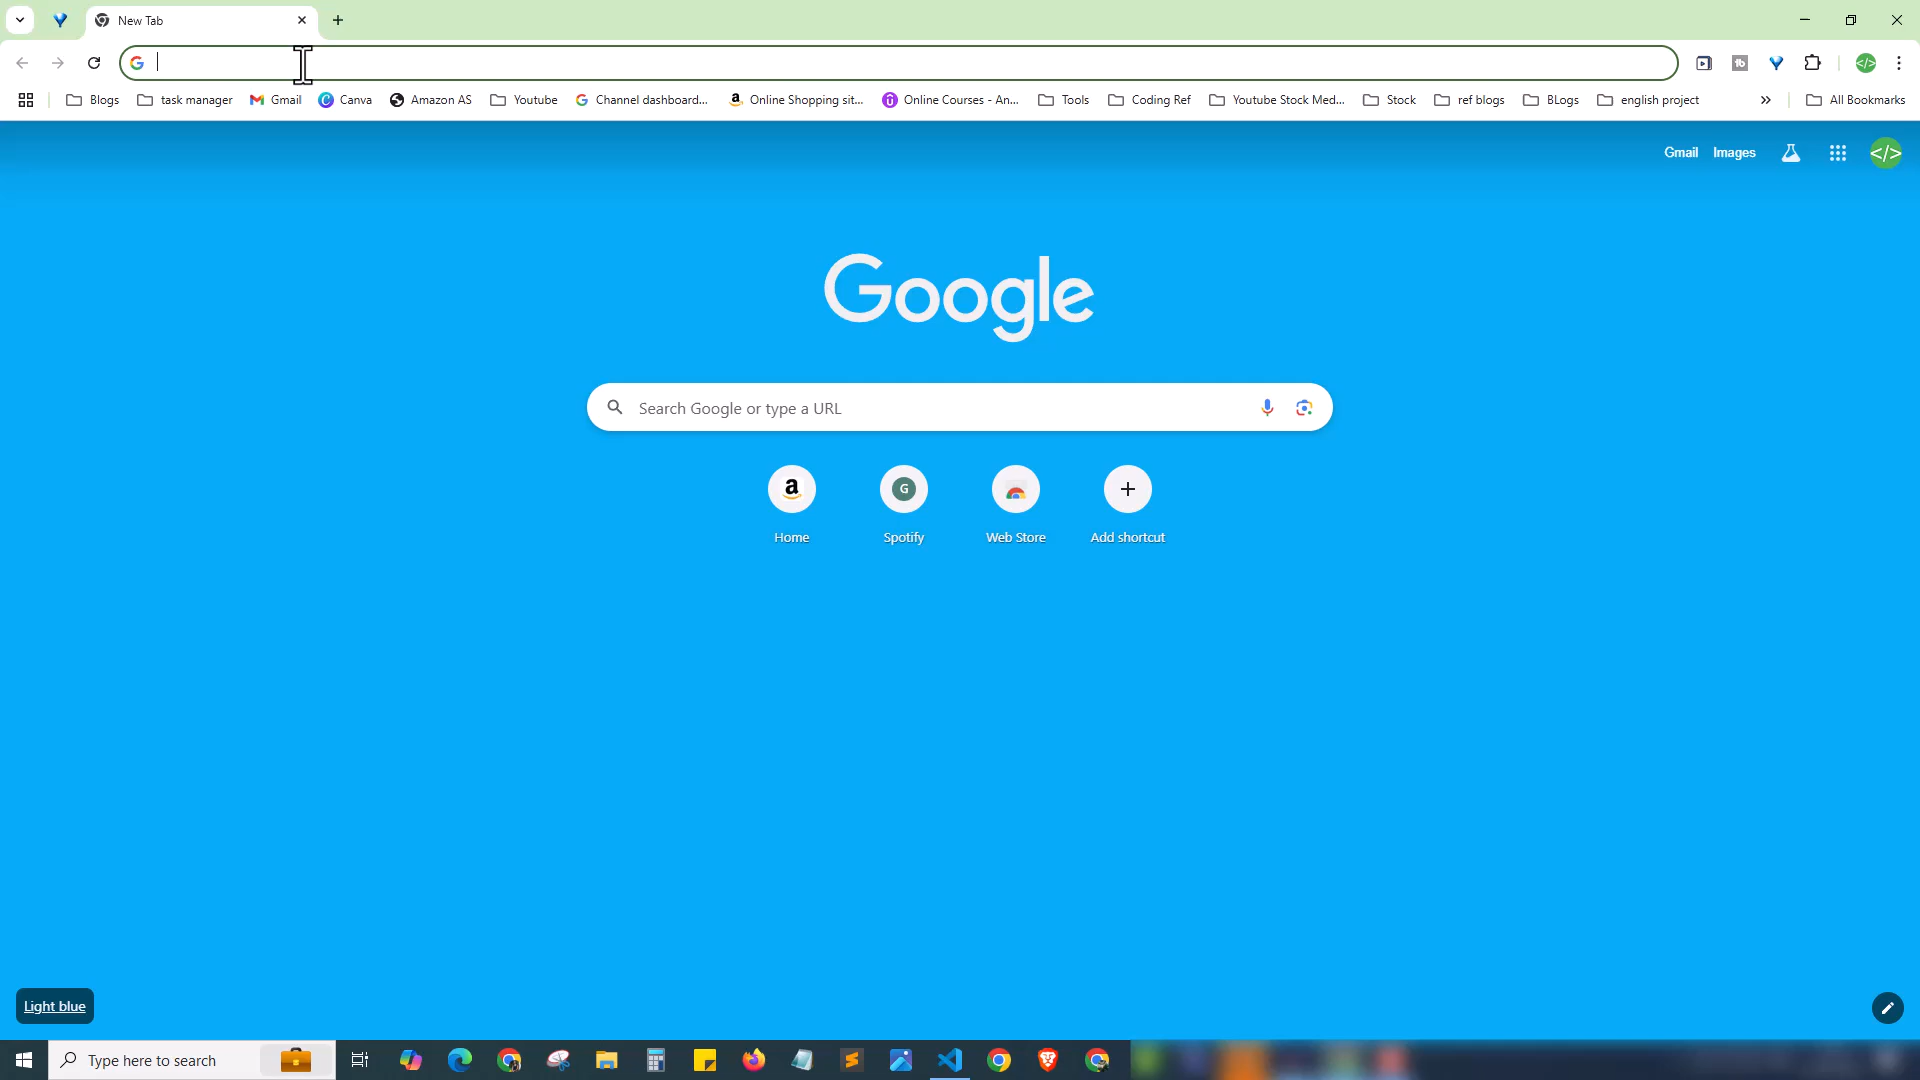 New Tab
Blogs task manager Gmail Canva Amazon AS Youtube Channel dashboard... Online Shopping sit... Online Courses - An... Tools Coding Ref Youtube Stock Med... Stock ref blogs BLogs english project » All Bookmarks
Gmail Images </>
Google
Search Google or type a URL
a G
Home Spotify Web Store Add shortcut
Light blue
Type here to search